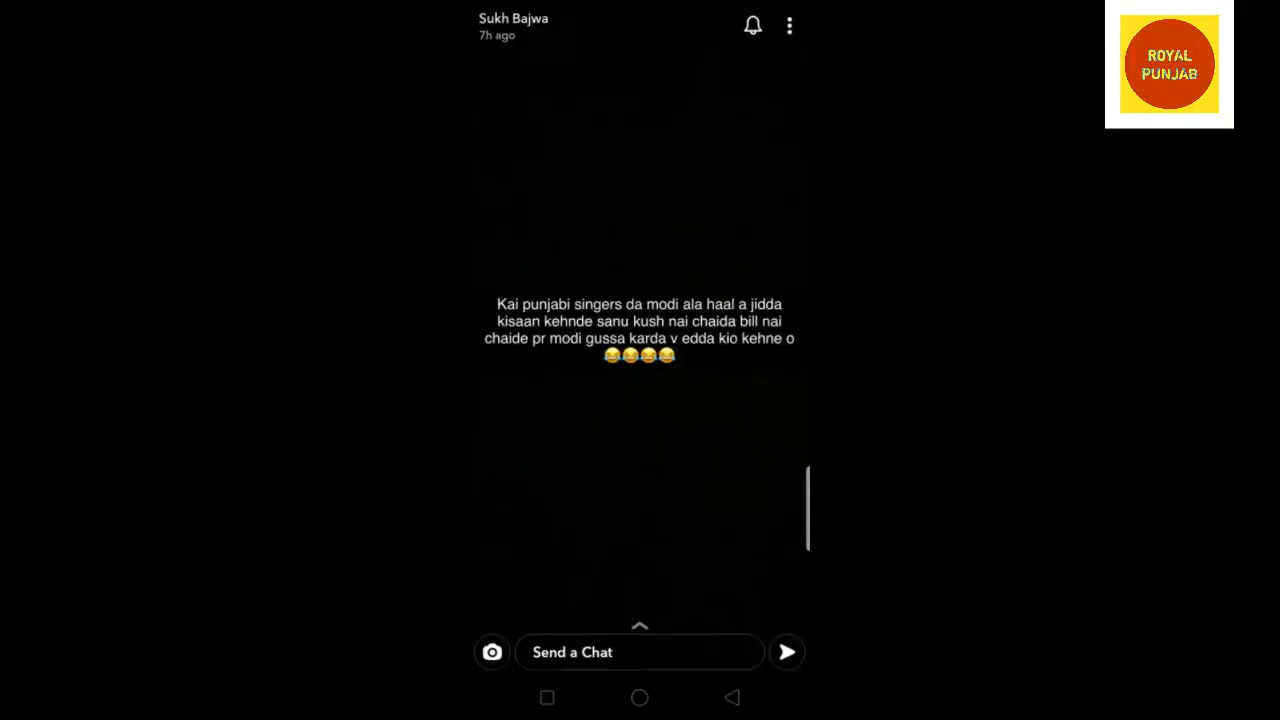 Sukh Bajwa
7h ago
ROYAL
PUNJAB
Kai punjabi singers da modi ala haal a jidda
kisaan kehnde sanu kush nai chaida bill nai
chaide pr modi gussa karda v edda kio kehne o
😂😂😂😂
Send a Chat